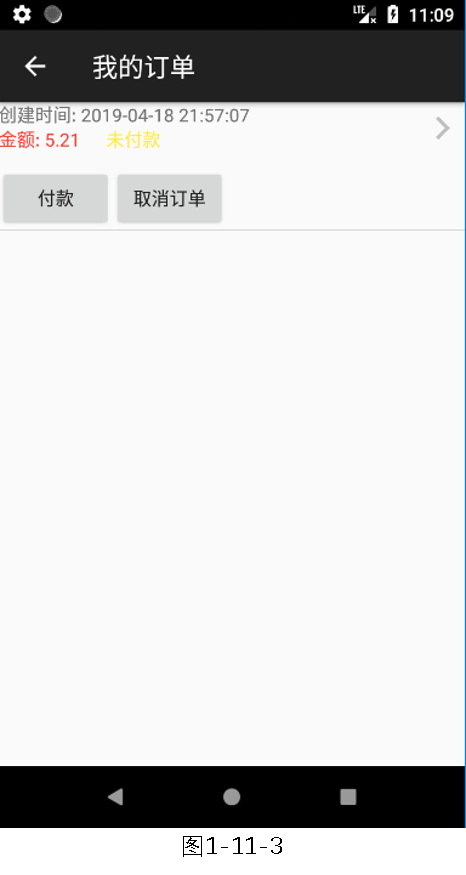 LTE 11:09
我的订单
创建时间: 2019-04-18 21:57:07
金额: 5.21 未付款
付款 取消订单
图1-11-3